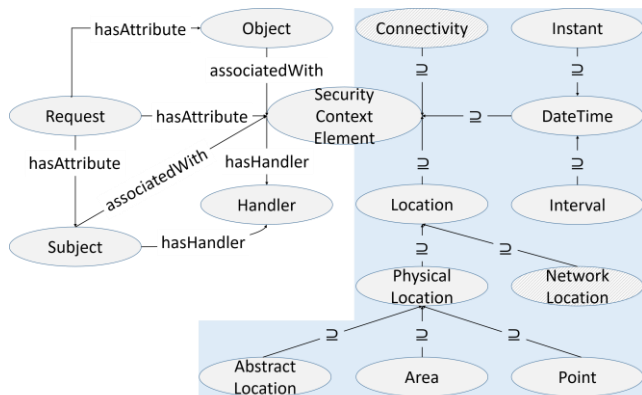 hasAttribute
Object
Connectivity
Instant
associatedWith
⊇
⊇
Request
hasAttribute
Security
Context
Element
⊇
DateTime
hasAttribute
associatedWith
hasHandler
⊇
⊇
Handler
Location
Interval
Subject
hasHandler
⊇
⊇
Physical
Location
Network
Location
⊇
⊇
⊇
Abstract
Location
Area
Point